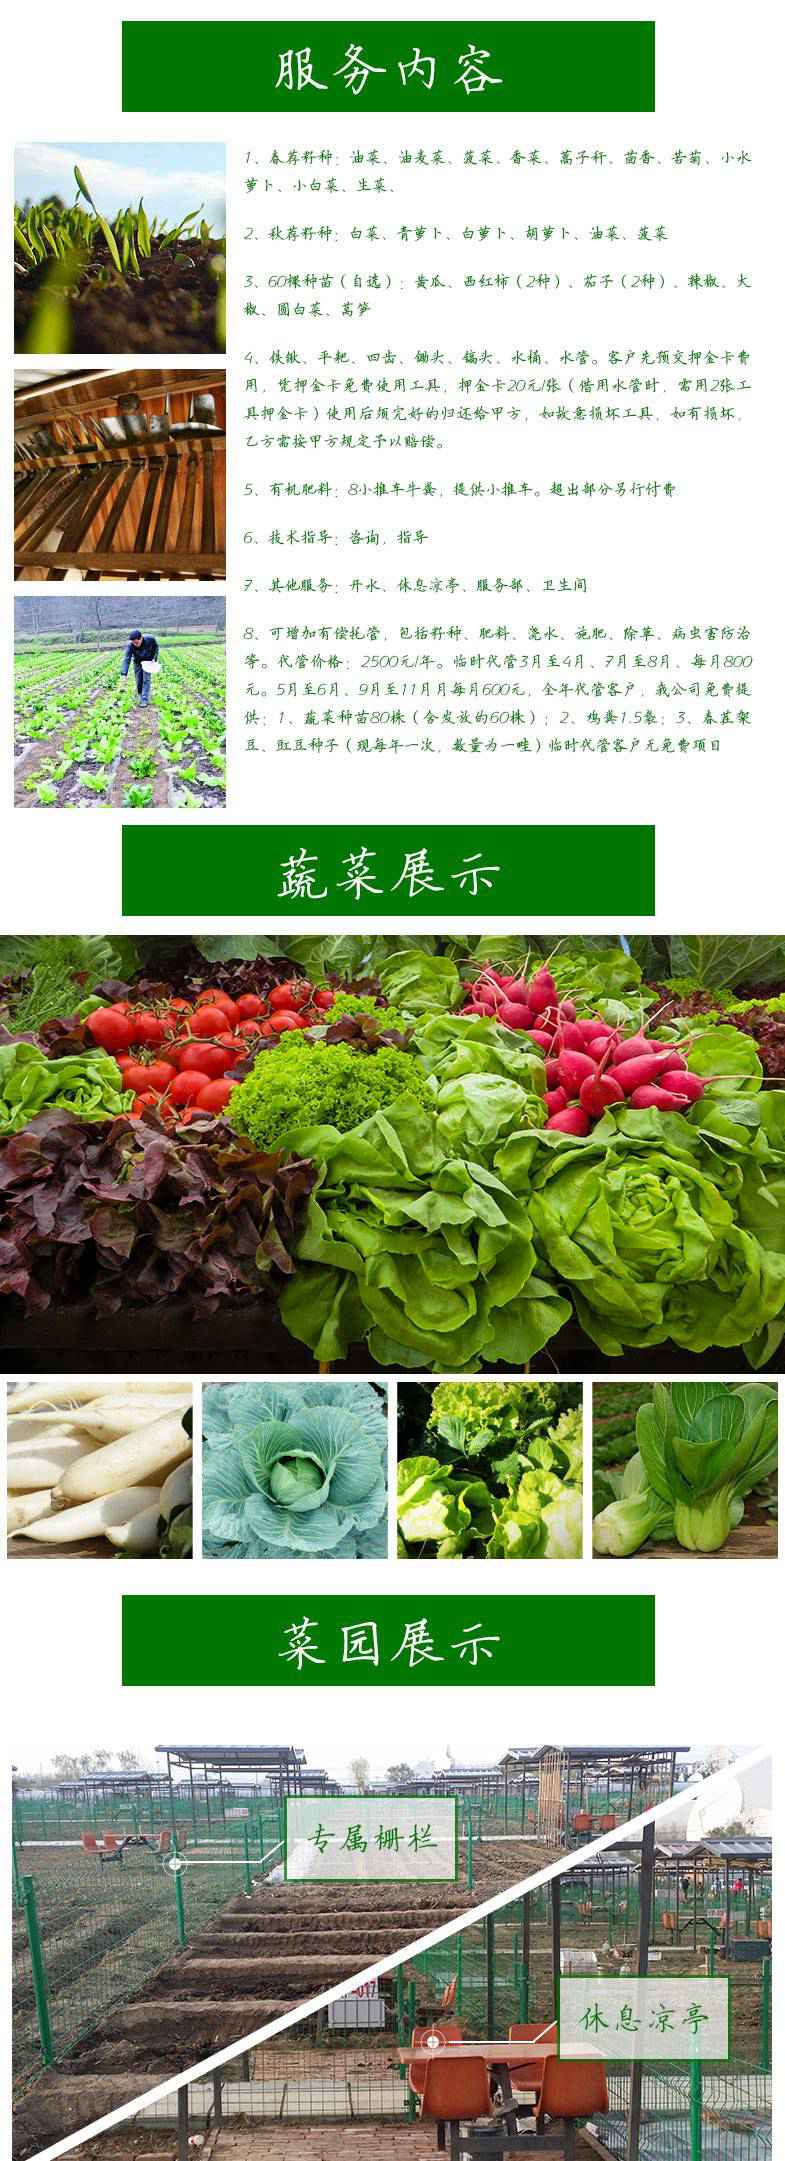 服务内容
1、春荐籽种：油菜、油麦菜、菠菜、香菜、蒿子秆、茴香、苦菊、小水
萝卜、小白菜、生菜、
2、秋荐籽种：白菜、青萝卜、白萝卜、胡萝卜、油菜、菠菜
3、60棵种苗（自选）：黄瓜、西红柿（2种）、茄子（2种）、辣椒、大
椒、圆白菜、莴笋
4、铁锹、平耙、四齿、锄头、镐头、水桶、水管。客户先预交押金卡费
用，凭押金卡免费使用工具，押金卡20元/张（借用水管时，需用2张工
具押金卡）使用后须完好的归还给甲方，如故意损坏工具，如有损坏，
乙方需按甲方规定予以赔偿。
5、有机肥料：8小推车牛粪，提供小推车。超出部分另行付费
6、技术指导：咨询，指导
7、其他服务：开水、休息凉亭、服务部、卫生间
8、可增加有偿托管，包括籽种、肥料、浇水、施肥、除草、病虫害防治
等。代管价格：2500元/年。临时代管3月至4月、7月至8月、每月800
元。5月至6月、9月至11月月每月600元，全年代管客户，我公司免费提
供：1、蔬菜种苗80株（含发放的60株）；2、鸡粪1.5袋；3、春茬架
豆、豇豆种子（现每年一次，数量为一畦）临时代管客户无免费项目
蔬菜展示
菜园展示
专属栅栏
休息凉亭